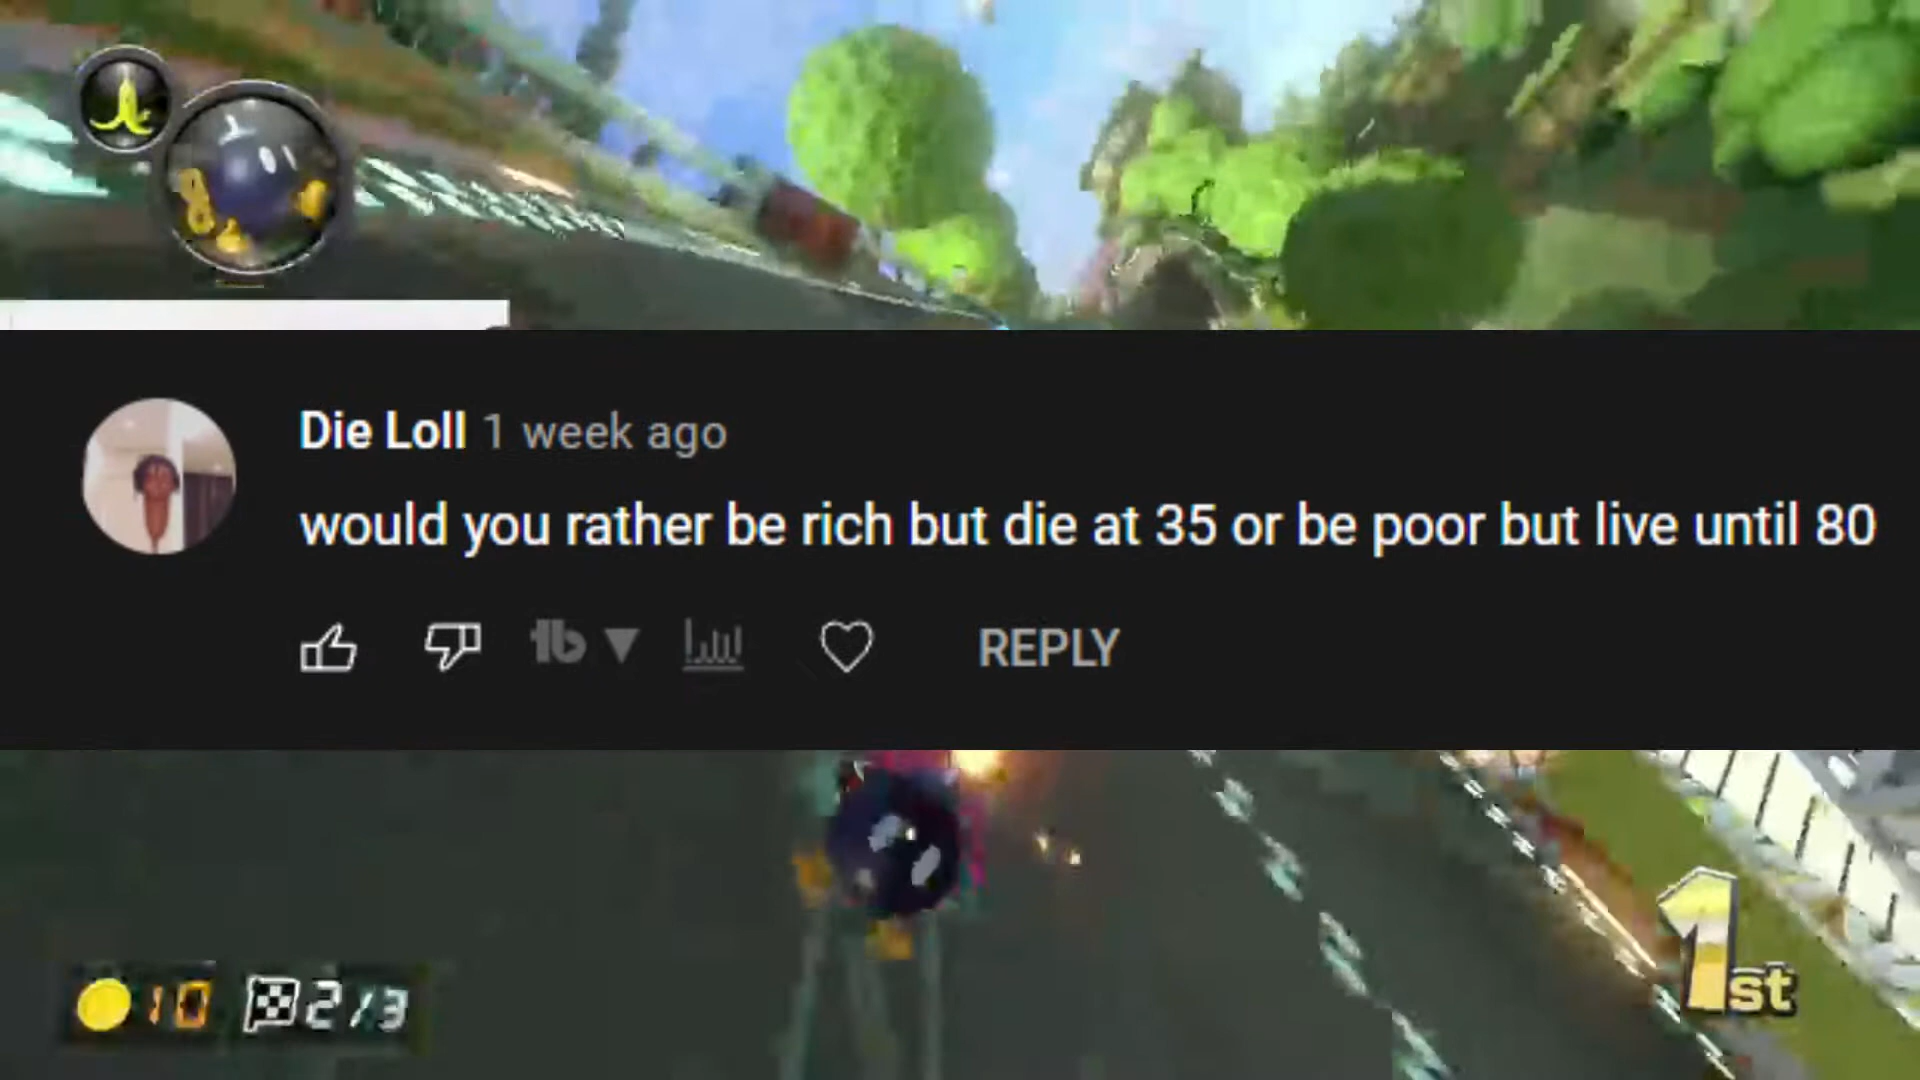 Die Loll 1 week ago
would you rather be rich but die at 35 or be poor but live until 80
tb
REPLY
10 2/3
1st